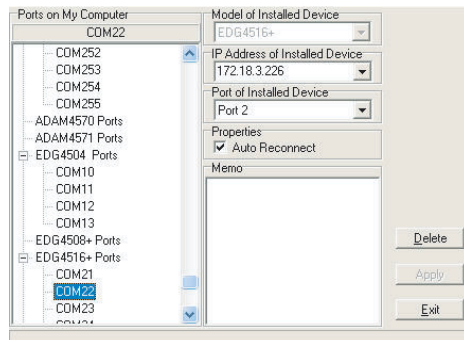 Ports on My Computer
COM22
COM252
COM253
COM254
COM255
ADAM4570 Ports
ADAM4571 Ports
EDG4504 Ports
COM10
COM11
COM12
COM13
EDG4508+ Ports
EDG4516+ Ports
COM21
COM22
COM23
COM24
Model of Installed Device
EDG4516+
IP Address of Installed Device
172.18.3.226
Port of Installed Device
Port 2
Properties
Auto Reconnect
Memo
Delete
Apply
Exit